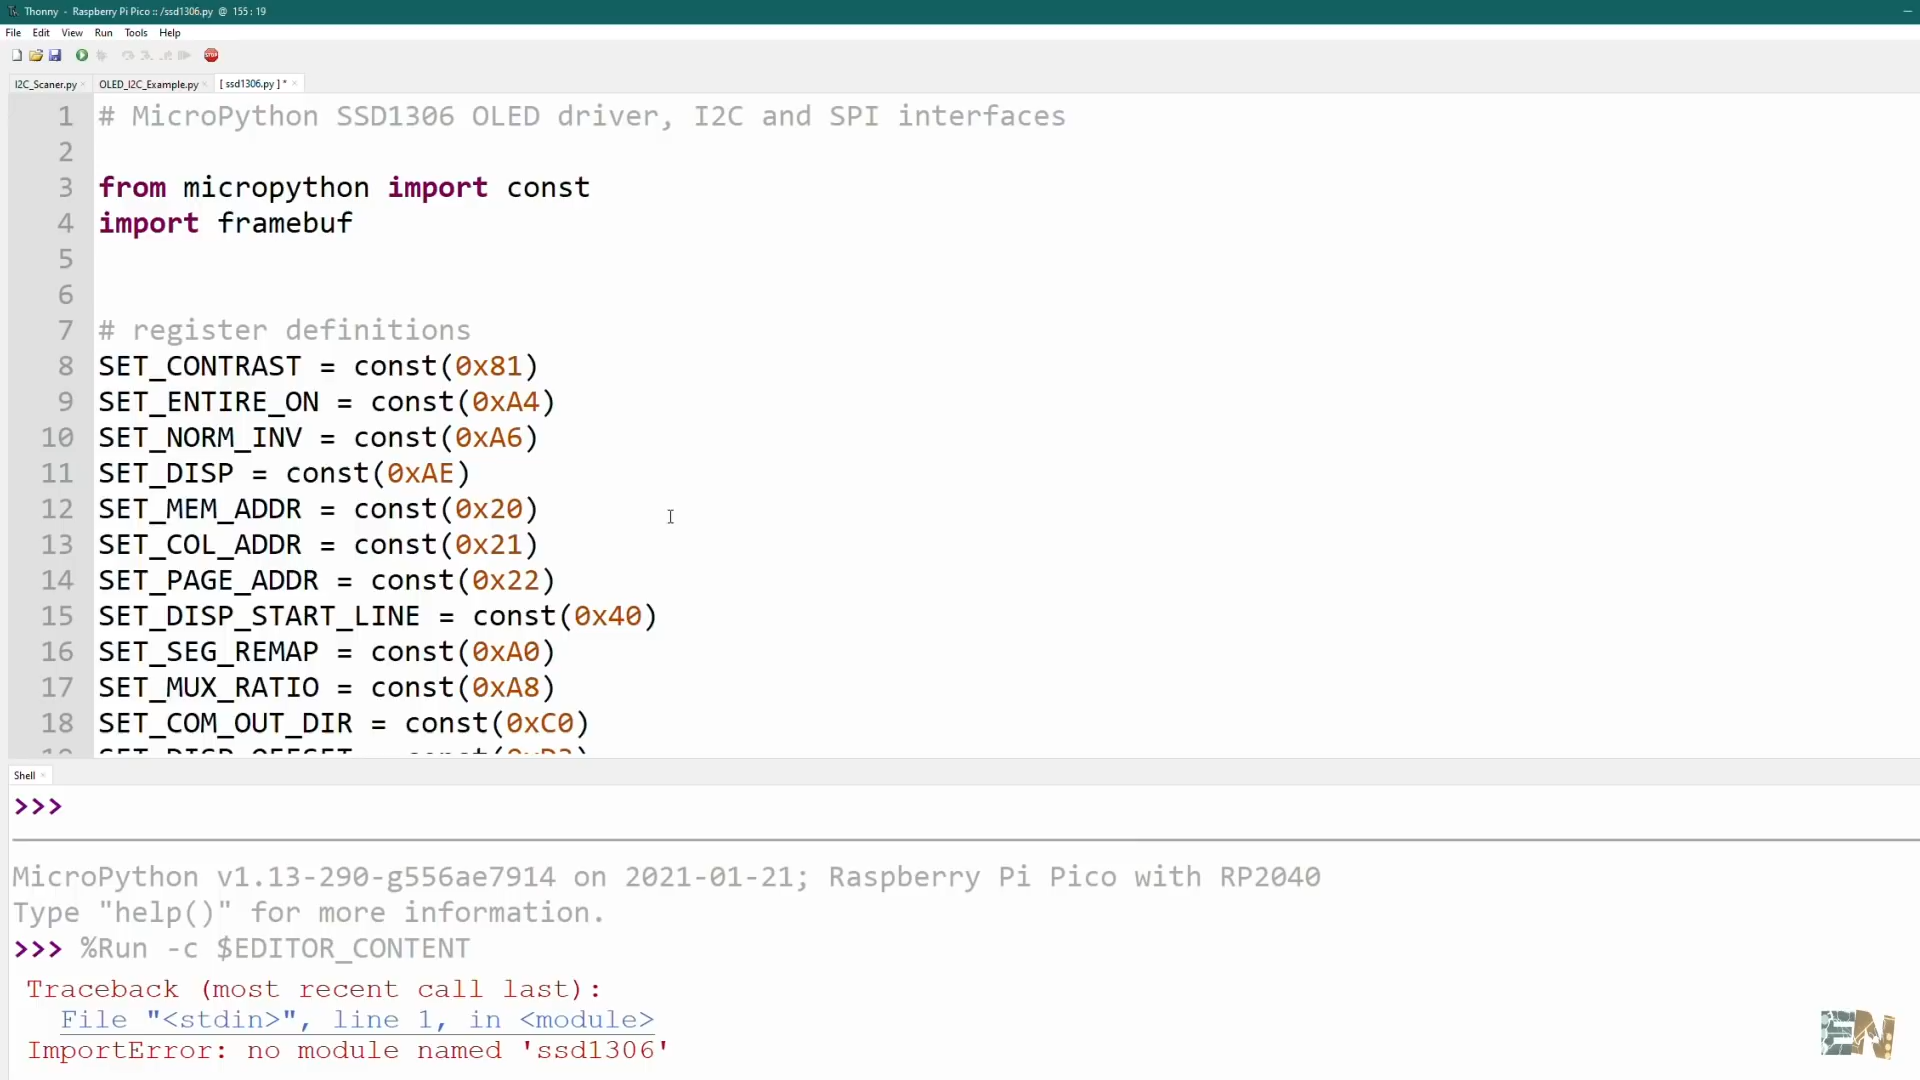 Thonny - Raspberry Pi Pico :: /ssd1306.py @ 155 : 19
File Edit View Run Tools Help
STOP
I2C_Scaner.py OLED_I2C_Example.py [ ssd1306.py ] *
1 # MicroPython SSD1306 OLED driver, I2C and SPI interfaces
2
3 from micropython import const
4 import framebuf
5
6
7 # register definitions
8 SET_CONTRAST = const(0x81)
9 SET_ENTIRE_ON = const(0xA4)
10 SET_NORM_INV = const(0xA6)
11 SET_DISP = const(0xAE)
12 SET_MEM_ADDR = const(0x20)
13 SET_COL_ADDR = const(0x21)
14 SET_PAGE_ADDR = const(0x22)
15 SET_DISP_START_LINE = const(0x40)
16 SET_SEG_REMAP = const(0xA0)
17 SET_MUX_RATIO = const(0xA8)
18 SET_COM_OUT_DIR = const(0xC0)
19 SET_DISP_OFFSET = const(0xD3)
Shell
>>>
MicroPython v1.13-290-g556ae7914 on 2021-01-21; Raspberry Pi Pico with RP2040
Type "help()" for more information.
>>> %Run -c $EDITOR_CONTENT
Traceback (most recent call last):
File "<stdin>", line 1, in <module>
ImportError: no module named 'ssd1306'
EN